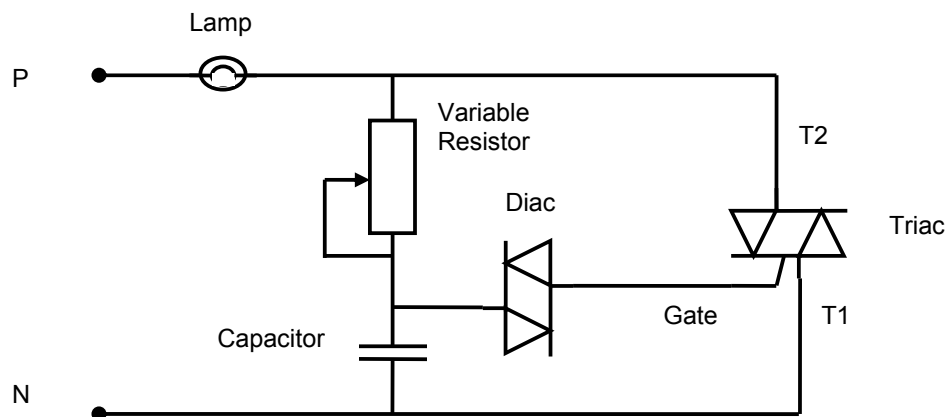 Lamp
P
Variable
Resistor
T2
Diac
Triac
Gate
T1
Capacitor
N